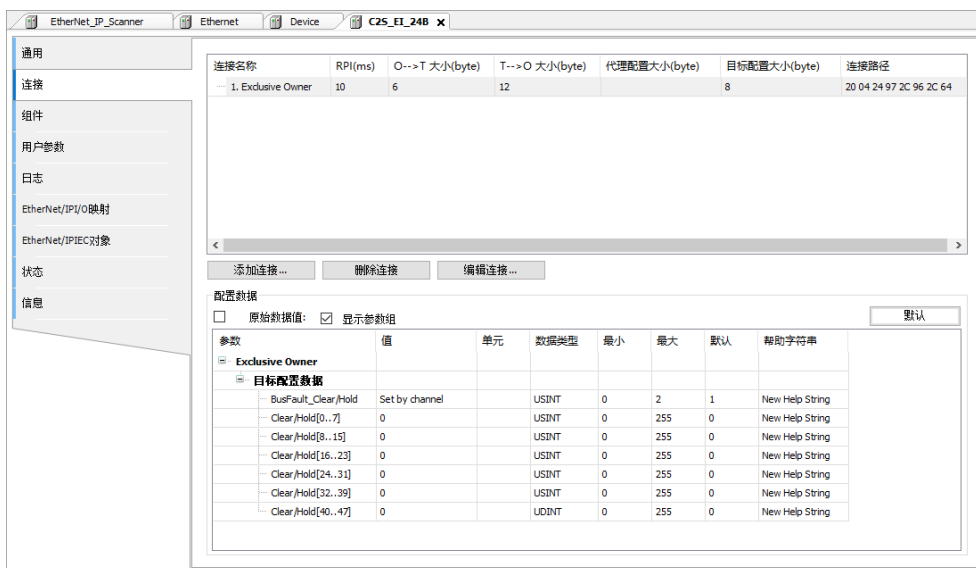 EtherNet_IP_Scanner Ethernet Device C2S_EI_24B
通用
连接
组件
用户参数
日志
EtherNet/IPI/O映射
EtherNet/IPIEC对象
状态
信息
连接名称 RPI(ms) O-->T 大小(byte) T-->O 大小(byte) 代理配置大小(byte) 目标配置大小(byte) 连接路径
1. Exclusive Owner 10 6 12 8 20 04 24 97 2C 96 2C 64
添加连接... 删除连接 编辑连接...
配置数据
原始数据值: 显示参数组 默认
参数 值 单元 数据类型 最小 最大 默认 帮助字符串
Exclusive Owner
目标配置数据
BusFault_Clear/Hold Set by channel USINT 0 2 1 New Help String
Clear/Hold[0..7] 0 USINT 0 255 0 New Help String
Clear/Hold[8..15] 0 USINT 0 255 0 New Help String
Clear/Hold[16..23] 0 USINT 0 255 0 New Help String
Clear/Hold[24..31] 0 USINT 0 255 0 New Help String
Clear/Hold[32..39] 0 USINT 0 255 0 New Help String
Clear/Hold[40..47] 0 UDINT 0 255 0 New Help String